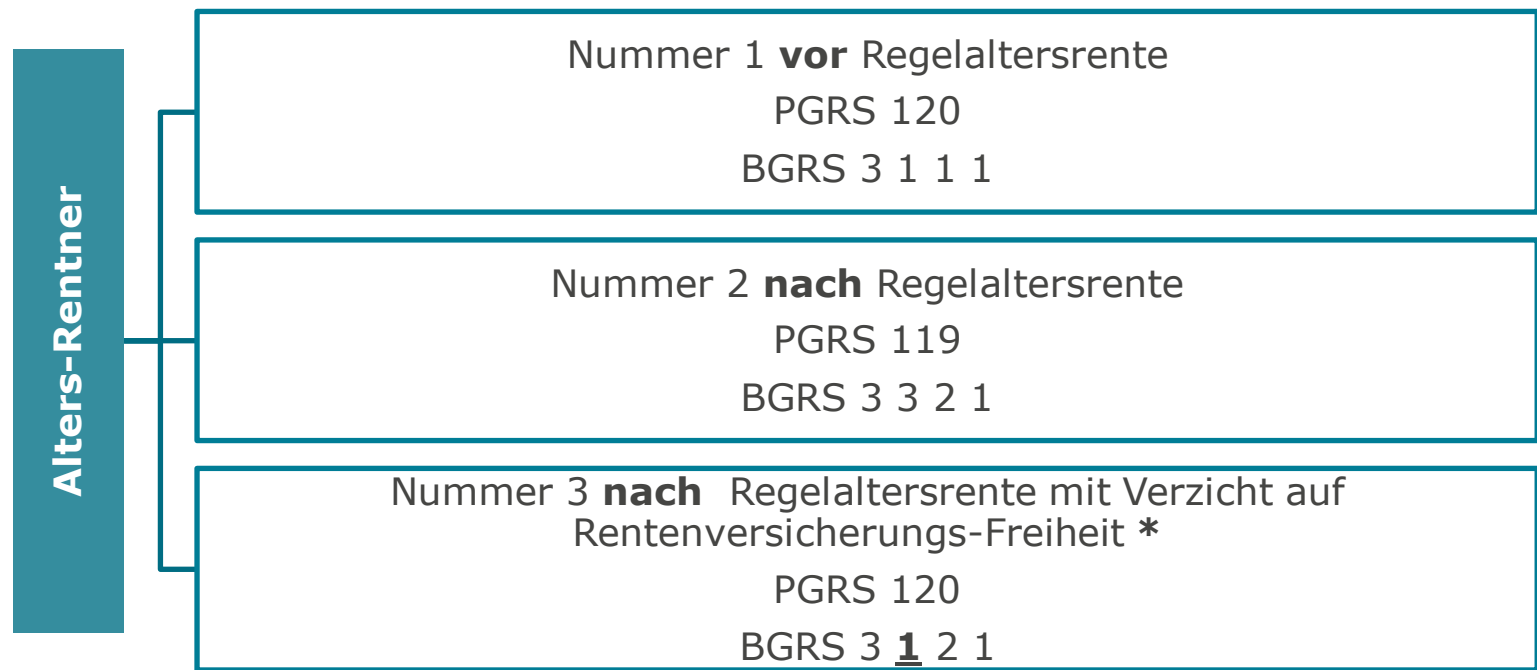 Alters-Rentner
Nummer 1 vor Regelaltersrente
PGRS 120
BGRS 3 1 1 1
Nummer 2 nach Regelaltersrente
PGRS 119
BGRS 3 3 2 1
Nummer 3 nach Regelaltersrente mit Verzicht auf
Rentenversicherungs-Freiheit *
PGRS 120
BGRS 3 1 2 1